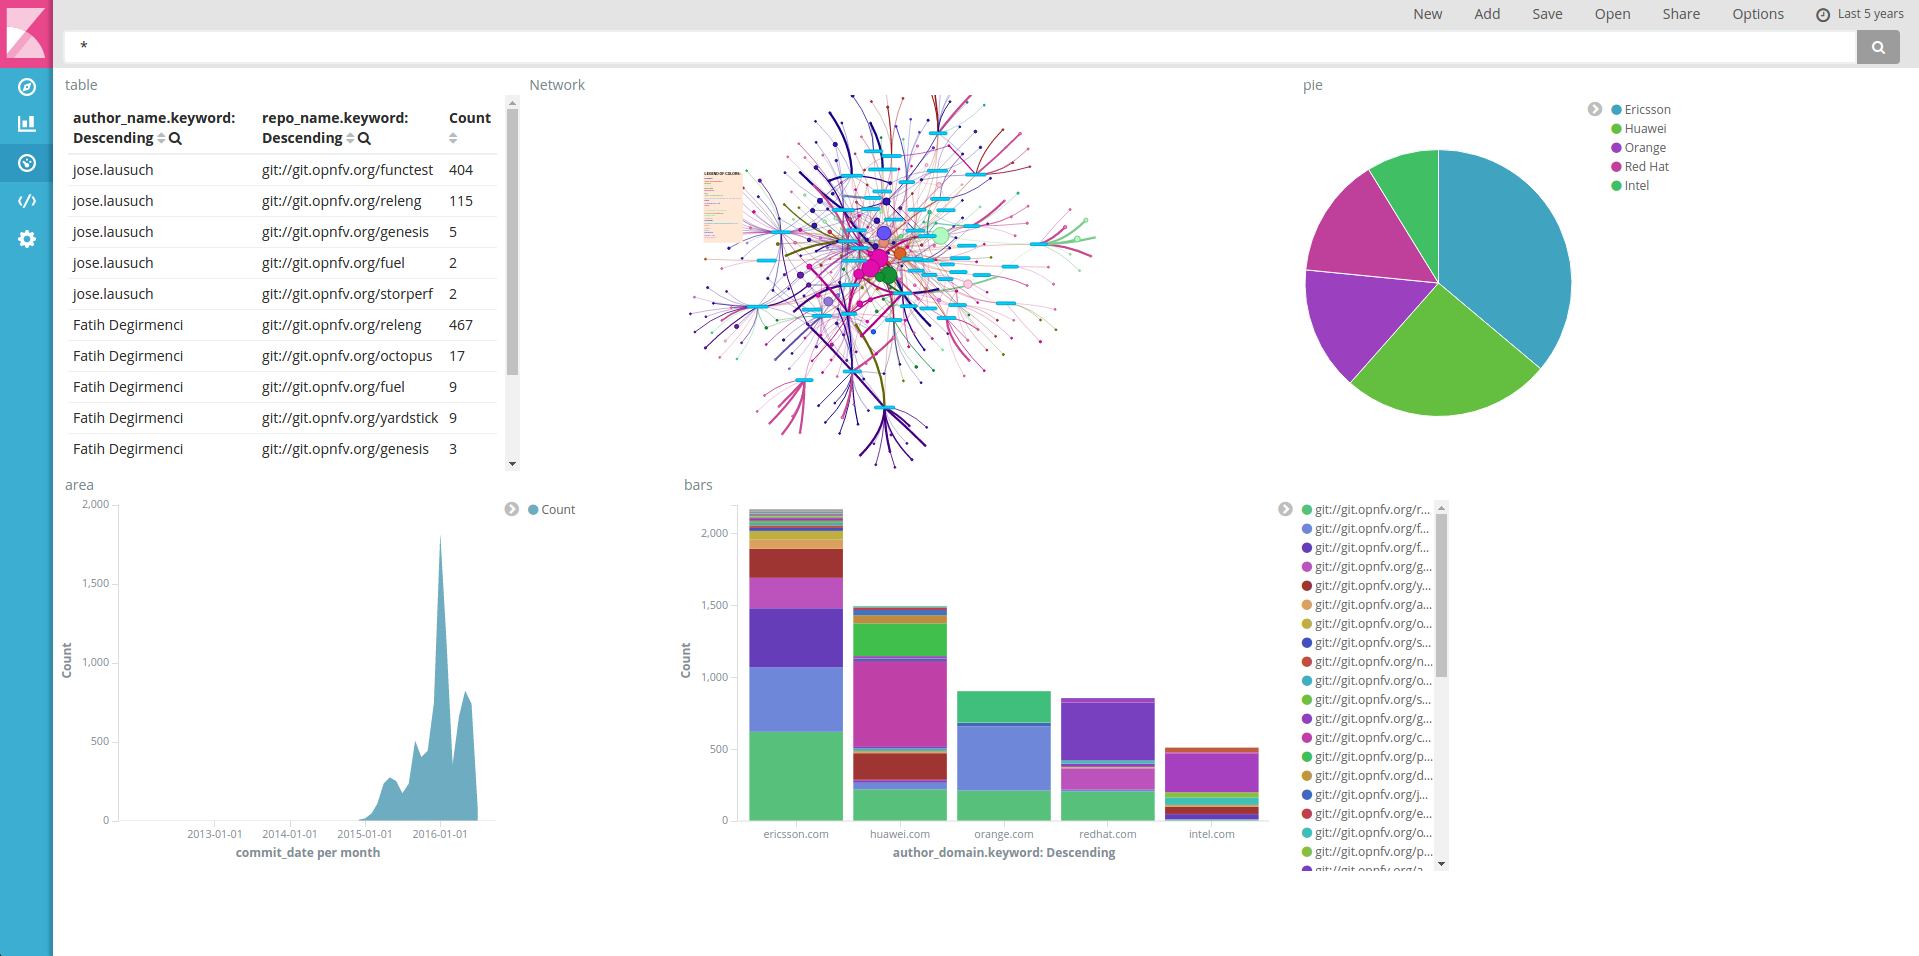 New Add Save Open Share Options Last 5 years
*
table
author_name.keyword: Descending
repo_name.keyword: Descending
Count
jose.lausuch git://git.opnfv.org/functest 404
jose.lausuch git://git.opnfv.org/releng 115
jose.lausuch git://git.opnfv.org/genesis 5
jose.lausuch git://git.opnfv.org/fuel 2
jose.lausuch git://git.opnfv.org/storperf 2
Fatih Degirmenci git://git.opnfv.org/releng 467
Fatih Degirmenci git://git.opnfv.org/octopus 17
Fatih Degirmenci git://git.opnfv.org/fuel 9
Fatih Degirmenci git://git.opnfv.org/yardstick 9
Fatih Degirmenci git://git.opnfv.org/genesis 3
Network
LEGEND OF COLORS:
pie
Ericsson
Huawei
Orange
Red Hat
Intel
area
2,000
1,500
1,000
500
0
Count
2013-01-01 2014-01-01 2015-01-01 2016-01-01
commit_date per month
Count
bars
2,000
1,500
1,000
500
0
Count
ericsson.com huawei.com orange.com redhat.com intel.com
author_domain.keyword: Descending
git://git.opnfv.org/r...
git://git.opnfv.org/f...
git://git.opnfv.org/f...
git://git.opnfv.org/g...
git://git.opnfv.org/y...
git://git.opnfv.org/a...
git://git.opnfv.org/o...
git://git.opnfv.org/s...
git://git.opnfv.org/n...
git://git.opnfv.org/o...
git://git.opnfv.org/s...
git://git.opnfv.org/g...
git://git.opnfv.org/c...
git://git.opnfv.org/p...
git://git.opnfv.org/d...
git://git.opnfv.org/j...
git://git.opnfv.org/e...
git://git.opnfv.org/o...
git://git.opnfv.org/p...